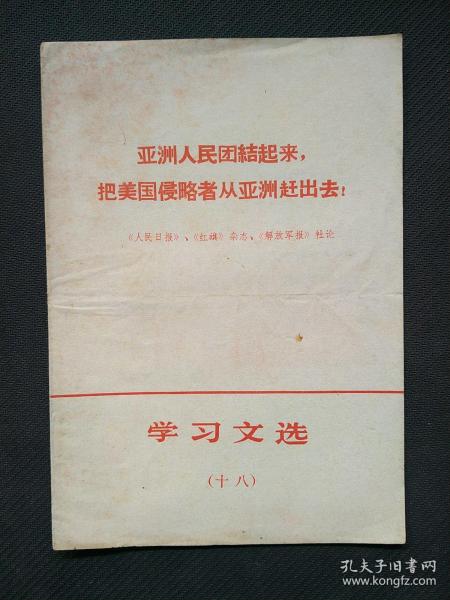 亚洲人民团結起来，
把美国侵略者从亚洲赶出去！
《人民日报》、《红旗》杂志、《解放军报》社论
学习文选
（十八）
孔夫子旧书网
www.kongfz.com